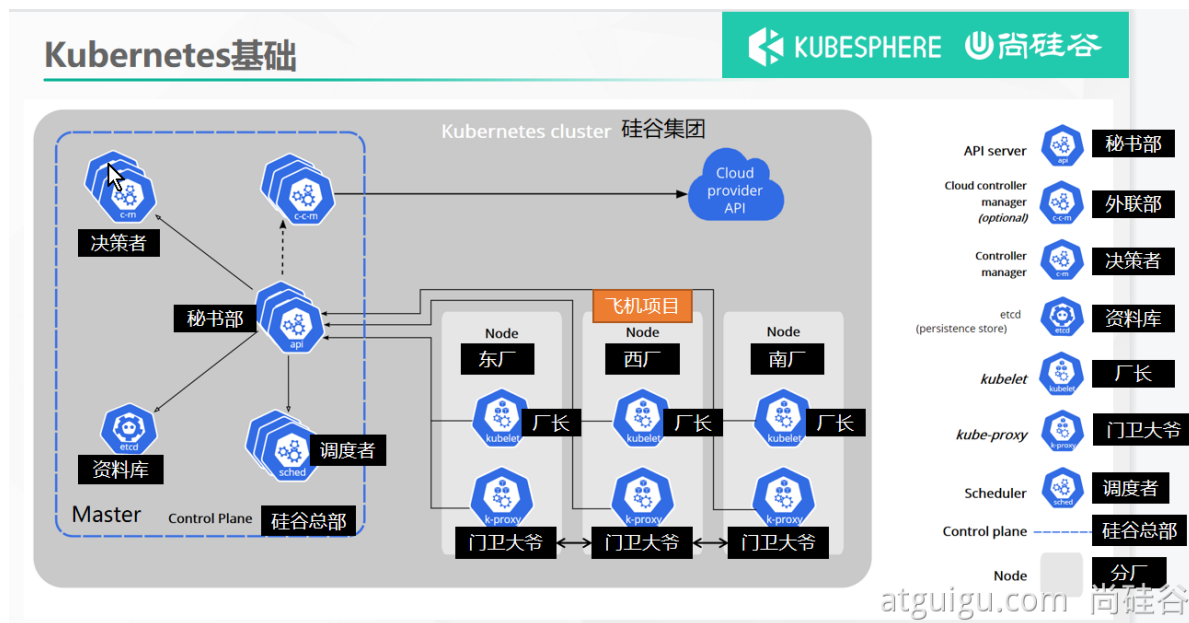 Kubernetes基础
KUBESPHERE 尚硅谷
Kubernetes cluster 硅谷集团
c-m
决策者
c-c-m
Cloud
provider
API
秘书部
api
etcd
资料库
sched
调度者
Master
Control Plane 硅谷总部
飞机项目
Node
东厂
kubelet
厂长
k-proxy
门卫大爷
Node
西厂
kubelet
厂长
k-proxy
门卫大爷
Node
南厂
kubelet
厂长
k-proxy
门卫大爷
API server
api
秘书部
Cloud controller
manager
(optional)
c-c-m
外联部
Controller
manager
c-m
决策者
etcd
(persistence store)
etcd
资料库
kubelet
kubelet
厂长
kube-proxy
k-proxy
门卫大爷
Scheduler
sched
调度者
Control plane
硅谷总部
Node
分厂
atguigu.com 尚硅谷